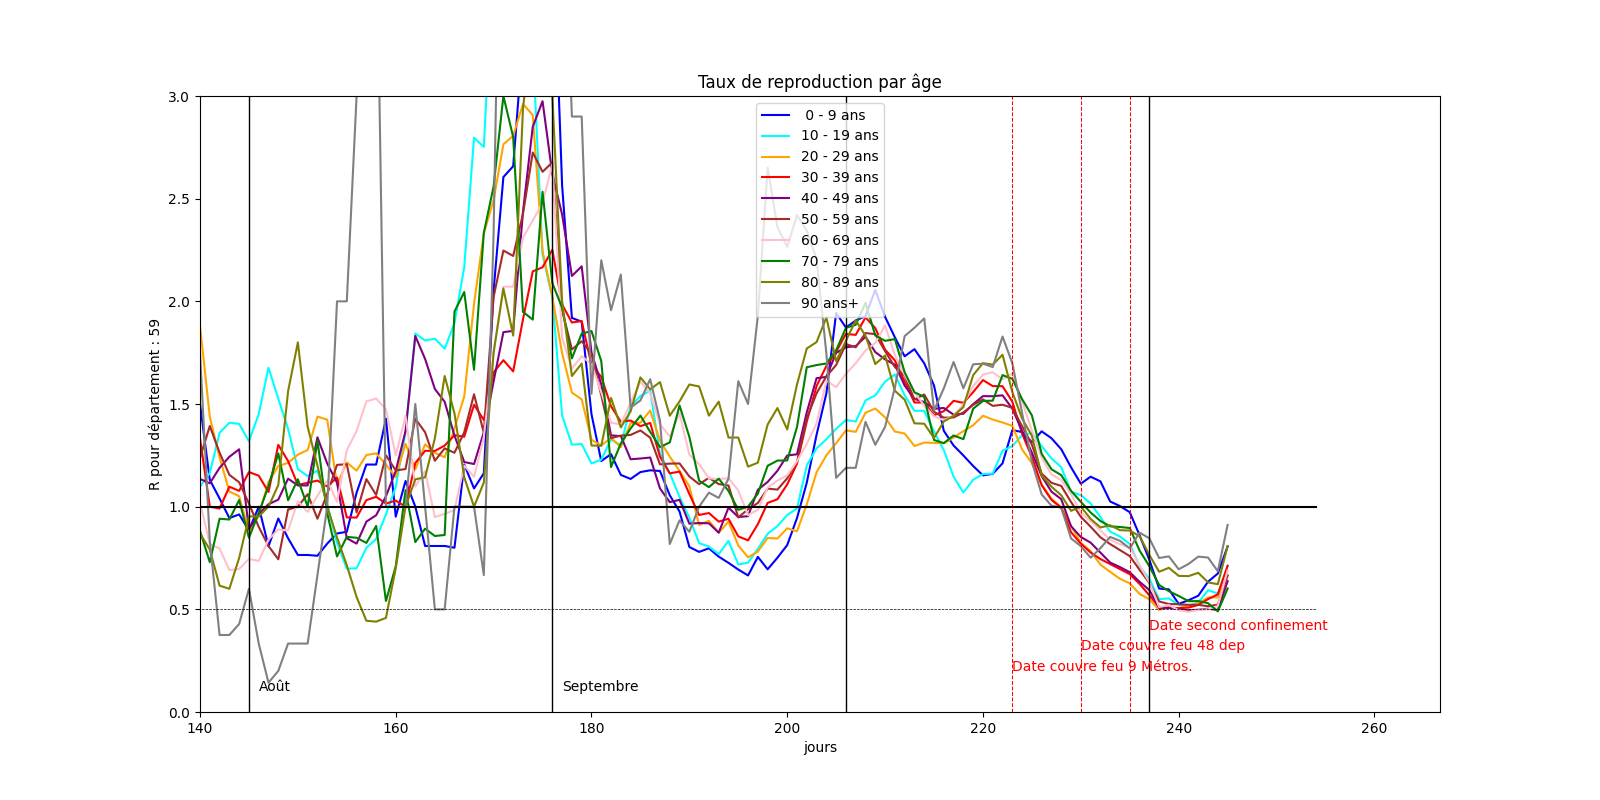 Taux de reproduction par âge
3.0
2.5
2.0
1.5
1.0
0.5
0.0
R pour département : 59
0 - 9 ans
10 - 19 ans
20 - 29 ans
30 - 39 ans
40 - 49 ans
50 - 59 ans
60 - 69 ans
70 - 79 ans
80 - 89 ans
90 ans+
Date second confinement
Date couvre feu 48 dep
Date couvre feu 9 Métros.
Août
Septembre
140
160
180
200
220
240
260
jours